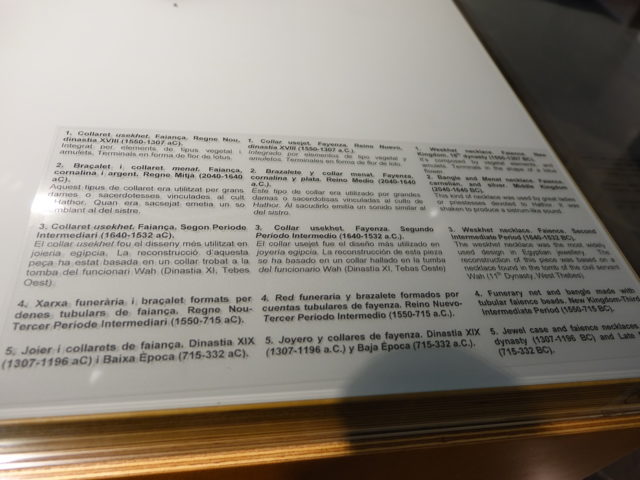 1. Collaret usekhet. Faiança. Regne Nou,
dinastia XVIII (1550-1307 aC).
Integrat per elements de tipus vegetal i
amulets. Terminals en forma de flor de lotus.
2. Braçalet i collaret menat. Faiança,
cornalina i argent. Regne Mitjà (2040-1640
aC).
Aquest tipus de collaret era utilitzat per grans
dames o sacerdotesses vinculades al culte
d'Hathor. Quan era sacsejat emetia un so
semblant al del sistre.
3. Collaret usekhet. Faiança. Segon Període
Intermediari (1640-1532 aC)
El collar usekhet fou el disseny més utilitzat en
joieria egípcia. La reconstrucció d'aquesta
peça ha estat basada en un collar trobat a la
tomba del funcionari Wah (Dinastia XI, Tebes
Oest).
4. Xarxa funerària i braçalet formats per
denes tubulars de faiança. Regne Nou-
Tercer Període Intermediari (1550-715 aC).
5. Joier i collarets de faiança. Dinastia XIX
(1307-1196 aC) i Baixa Època (715-332 aC).
1. Collar usejet. Fayenza. Reino Nuevo,
dinastía XVIII (1550-1307 a.C.).
Integrado por elementos de tipo vegetal y
amuletos. Terminales en forma de flor de loto.
2. Brazalete y collar menat. Fayenza,
cornalina y plata. Reino Medio (2040-1640
a.C.).
Este tipo de collar era utilizado por grandes
damas o sacerdotisas vinculadas al culto de
Hathor. Al sacudirlo emitía un sonido similar al
del sistro.
3. Collar usekhet. Fayenza. Segundo
Periodo Intermedio (1640-1532 a.C.).
El collar usejet fue el diseño más utilizado en
joyería egipcia. La reconstrucción de esta pieza
se ha basado en un collar hallado en la tumba
del funcionario Wah (Dinastía XI, Tebas Oeste)
4. Red funeraria y brazalete formados por
cuentas tubulares de fayenza. Reino Nuevo-
Tercer Periodo Intermedio (1550-715 a.C.).
5. Joyero y collares de fayenza. Dinastía XIX
(1307-1196 a.C.) y Baja Época (715-332 a.C.).
1. Weskhet necklace. Faience. New
Kingdom, 18th dynasty (1550-1307 BC).
It's composed by vegetal elements and
amulets. Terminals in the shape of a lotus
flower.
2. Bangle and Menat necklace. Faience,
carnelian, and silver. Middle Kingdom
(2040-1640 BC).
This kind of necklace was used by great ladies
or priestesses devoted to Hathor. It was
shaken to produce a sistrum-like sound.
3. Weskhet necklace. Faience. Second
Intermediate Period (1640-1532 BC).
The weskhet necklace was the most widely
used design in Egyptian jewellery. The
reconstruction of this piece was based on a
necklace found in the tomb of the civil servant
Wah (11th Dynasty, West Thebes).
4. Funerary net and bangle made with
tubular faience beads. New Kingdom-Third
Intermediate Period (1550-715 BC).
5. Jewel case and faience necklaces
dynasty (1307-1196 BC) and Late
(715-332 BC).